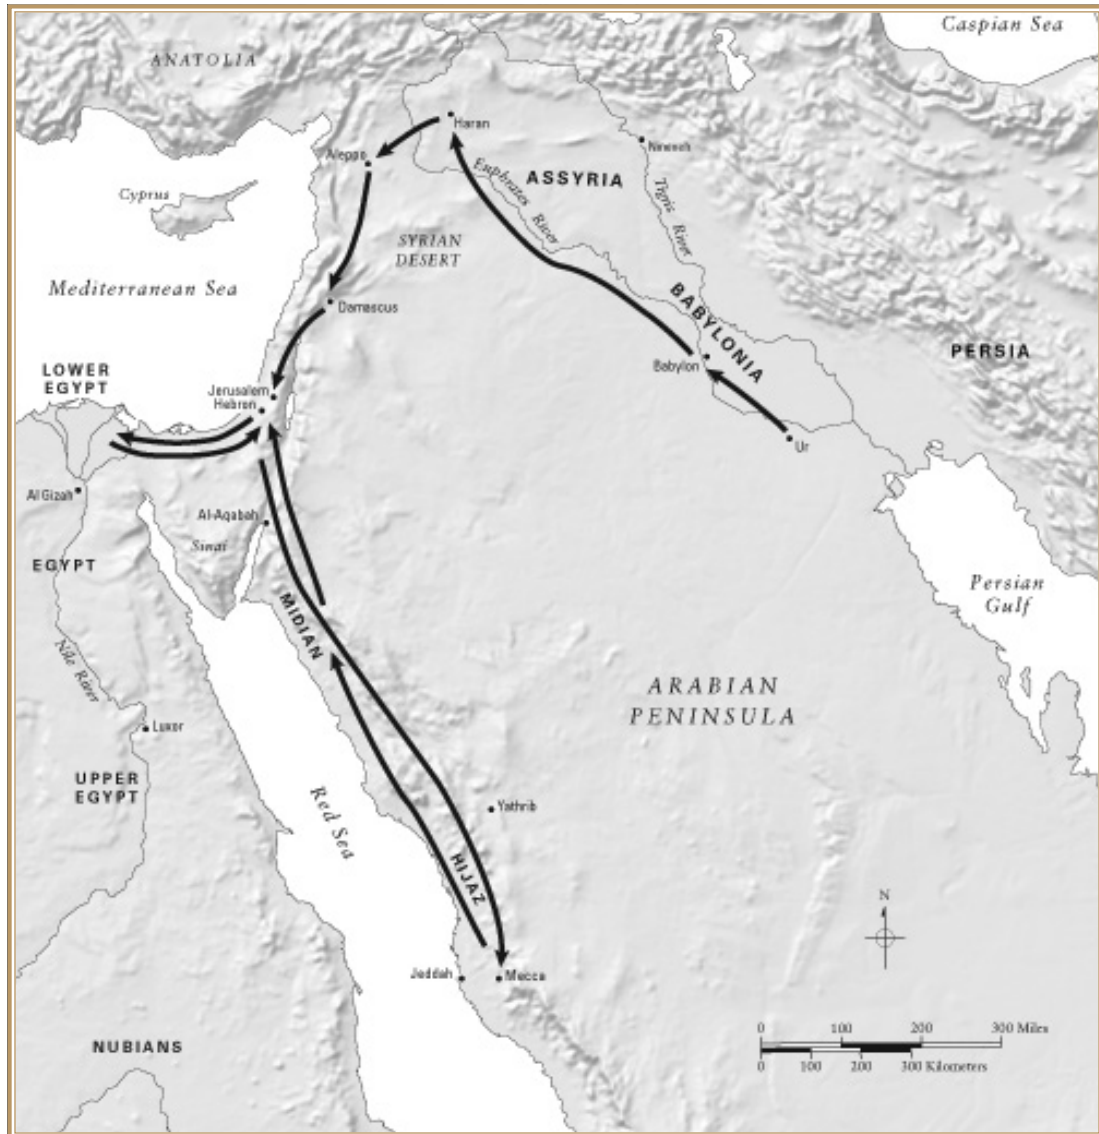 Caspian Sea
ANATOLIA
Haran
Nineveh
Aleppo
ASSYRIA
Euphrates River
Tigris River
Cyprus
SYRIAN
DESERT
Mediterranean Sea
Damascus
BABYLONIA
PERSIA
Babylon
LOWER
EGYPT
Jerusalem
Hebron
Ur
Al Gizah
Al-Aqabah
Sinai
EGYPT
Persian
Gulf
MIDIAN
Nile River
ARABIAN
PENINSULA
Luxor
UPPER
EGYPT
Red Sea
Yathrib
HIJAZ
N
Jeddah
Mecca
0 100 200 300 Miles
0 100 200 300 Kilometers
NUBIANS